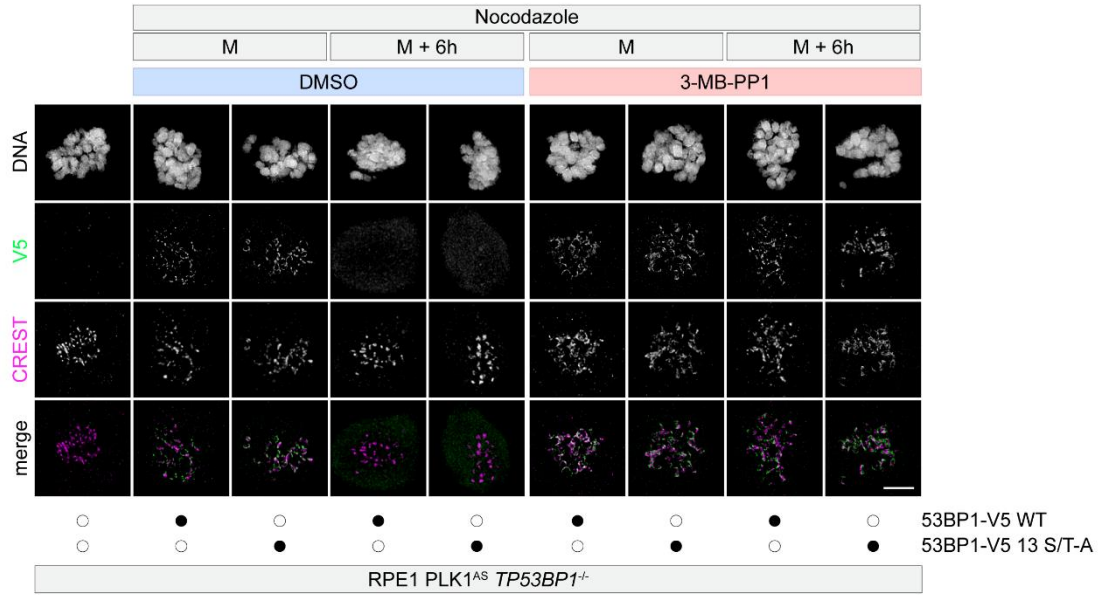 Nocodazole
M M + 6h M M + 6h
DMSO 3-MB-PP1
DNA
V5
CREST
merge
53BP1-V5 WT
53BP1-V5 13 S/T-A
RPE1 PLK1ᴬˢ TP53BP1⁻/⁻